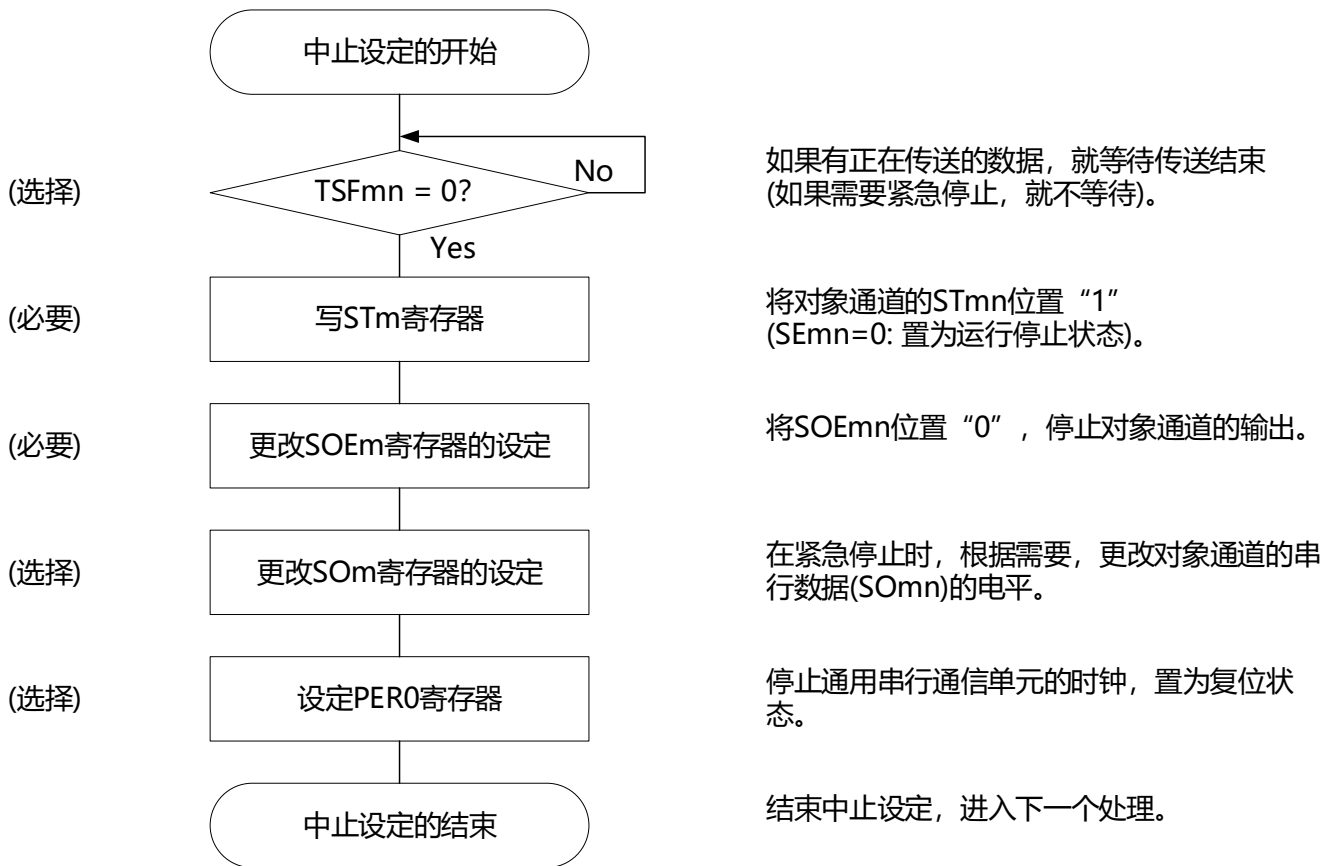 中止设定的开始
(选择)
TSFmn = 0?
No
如果有正在传送的数据，就等待传送结束
(如果需要紧急停止，就不等待)。
Yes
(必要)
写STm寄存器
将对象通道的STmn位置“1”
(SEmn=0: 置为运行停止状态)。
(必要)
更改SOEm寄存器的设定
将SOEmn位置“0”，停止对象通道的输出。
(选择)
更改SOm寄存器的设定
在紧急停止时，根据需要，更改对象通道的串
行数据(SOmn)的电平。
(选择)
设定PER0寄存器
停止通用串行通信单元的时钟，置为复位状
态。
中止设定的结束
结束中止设定，进入下一个处理。